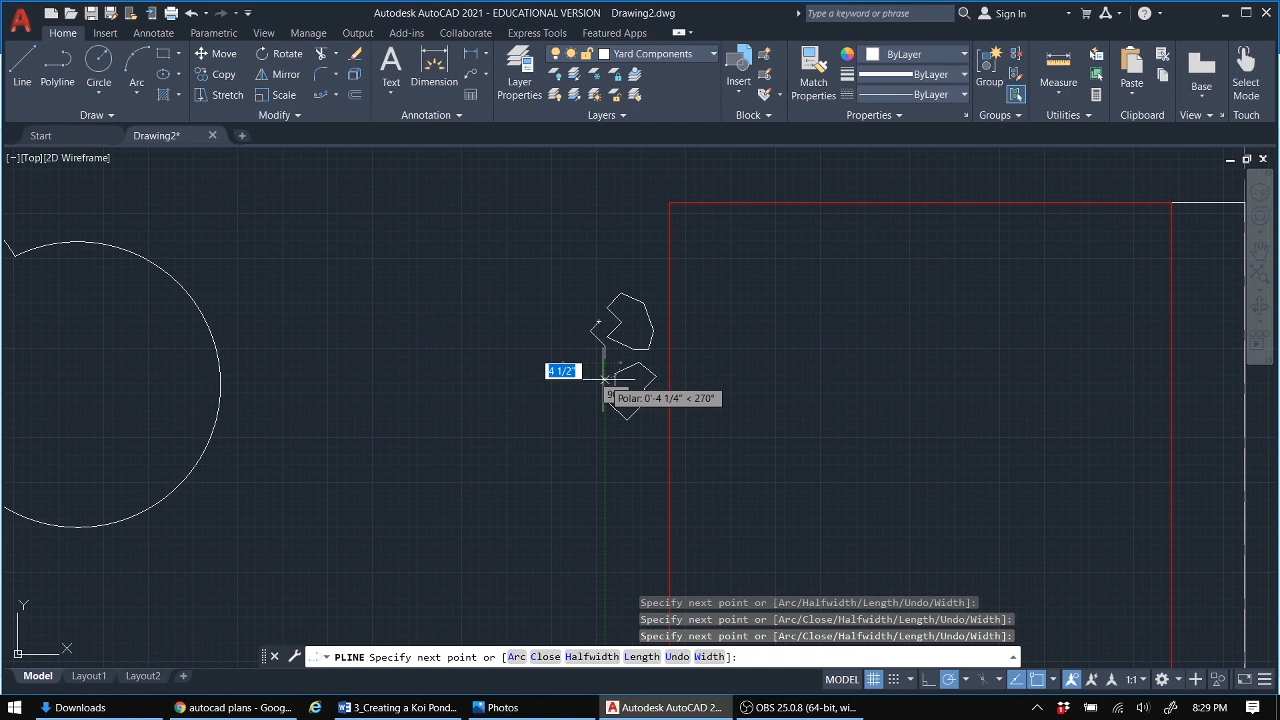 Autodesk AutoCAD 2021 - EDUCATIONAL VERSION Drawing2.dwg
Type a keyword or phrase
Sign In
Home Insert Annotate Parametric View Manage Output Add-ins Collaborate Express Tools Featured Apps
Line Polyline Circle Arc
Move Rotate
Copy Mirror
Stretch Scale
Text Dimension
Layer Properties
Yard Components
Insert
Match Properties
ByLayer
ByLayer
ByLayer
Group
Measure
Paste
Base
Select Mode
Draw Modify Annotation Layers Block Properties Groups Utilities Clipboard View Touch
Start Drawing2*
[−][Top][2D Wireframe]
4 1/2"
Polar: 0'-4 1/4" < 270°
Y
X
Specify next point or [Arc/Halfwidth/Length/Undo/Width]:
Specify next point or [Arc/Close/Halfwidth/Length/Undo/Width]:
Specify next point or [Arc/Close/Halfwidth/Length/Undo/Width]:
PLINE Specify next point or [Arc Close Halfwidth Length Undo Width]:
Model Layout1 Layout2 +
MODEL 1:1
Downloads autocad plans - Goog... 3_Creating a Koi Pond... Photos Autodesk AutoCAD 2... OBS 25.0.8 (64-bit, wi... 8:29 PM